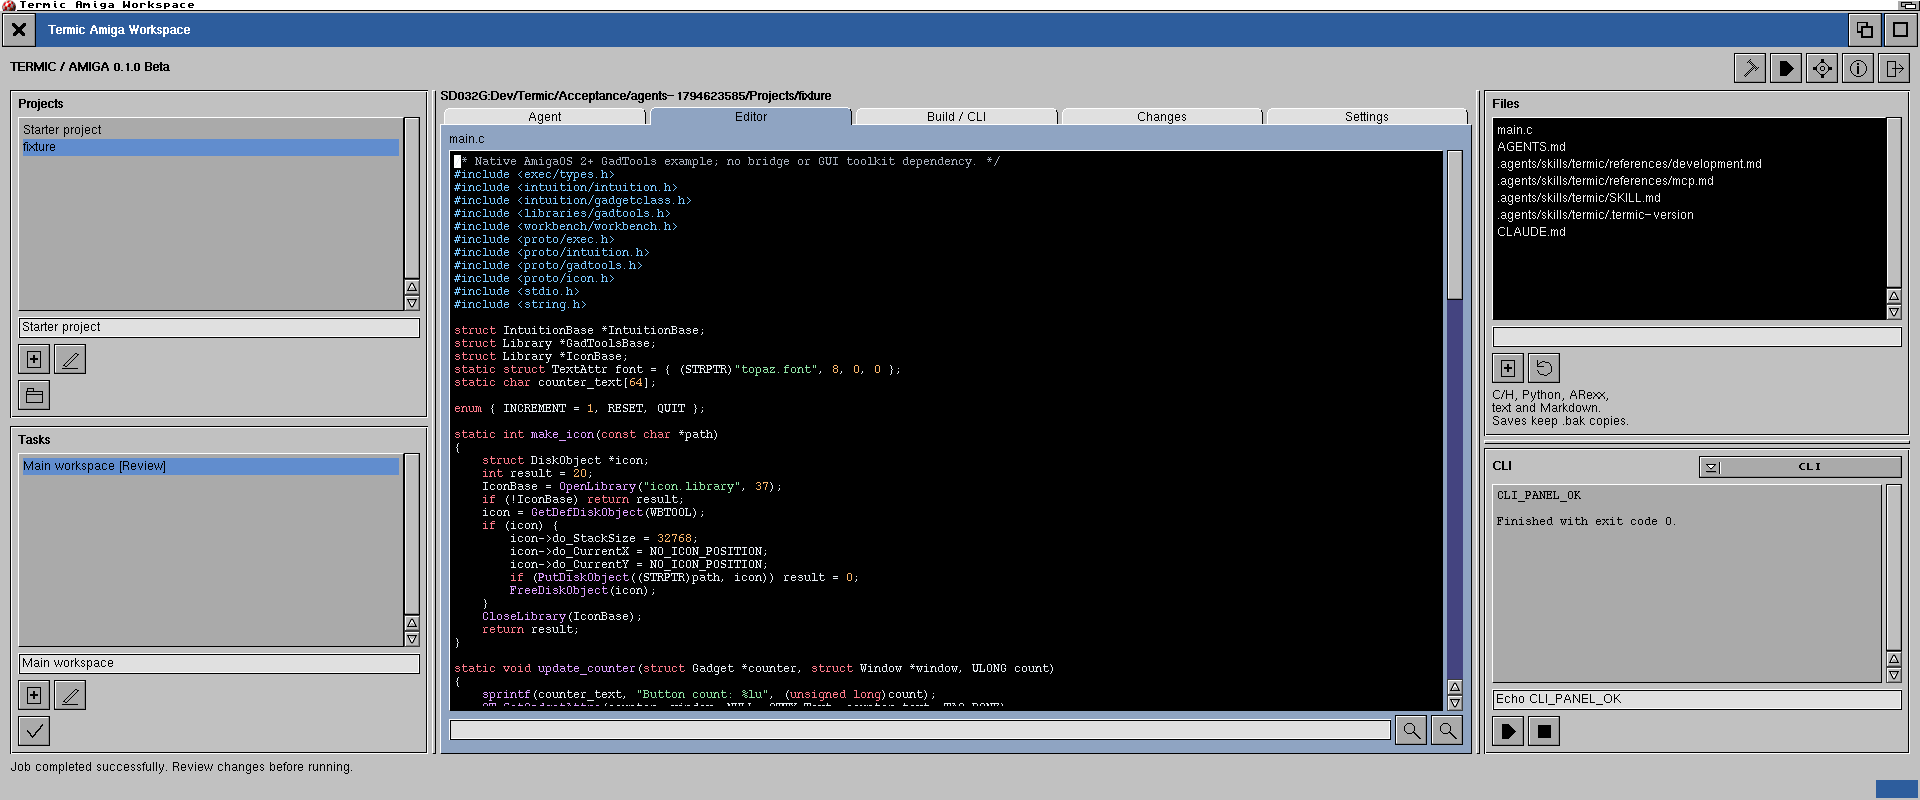 Termic Amiga Workspace
Termic Amiga Workspace
TERMIC / AMIGA 0.1.0 Beta
Projects
Starter project
fixture
Starter project
Tasks
Main workspace [Review]
Main workspace
Job completed successfully. Review changes before running.
SD032G:Dev/Termic/Acceptance/agents-1794623585/Projects/fixture
Agent
Editor
Build / CLI
Changes
Settings
main.c
* Native AmigaOS 2+ GadTools example; no bridge or GUI toolkit dependency. */
#include <exec/types.h>
#include <intuition/intuition.h>
#include <intuition/gadgetclass.h>
#include <libraries/gadtools.h>
#include <workbench/workbench.h>
#include <proto/exec.h>
#include <proto/intuition.h>
#include <proto/gadtools.h>
#include <proto/icon.h>
#include <stdio.h>
#include <string.h>
struct IntuitionBase *IntuitionBase;
struct Library *GadToolsBase;
struct Library *IconBase;
static struct TextAttr font = { (STRPTR)"topaz.font", 8, 0, 0 };
static char counter_text[64];
enum { INCREMENT = 1, RESET, QUIT };
static int make_icon(const char *path)
{
    struct DiskObject *icon;
    int result = 20;
    IconBase = OpenLibrary("icon.library", 37);
    if (!IconBase) return result;
    icon = GetDefDiskObject(WBTOOL);
    if (icon) {
        icon->do_StackSize = 32768;
        icon->do_CurrentX = NO_ICON_POSITION;
        icon->do_CurrentY = NO_ICON_POSITION;
        if (PutDiskObject((STRPTR)path, icon)) result = 0;
        FreeDiskObject(icon);
    }
    CloseLibrary(IconBase);
    return result;
}
static void update_counter(struct Gadget *counter, struct Window *window, ULONG count)
{
    sprintf(counter_text, "Button count: %lu", (unsigned long)count);
Files
main.c
AGENTS.md
.agents/skills/termic/references/development.md
.agents/skills/termic/references/mcp.md
.agents/skills/termic/SKILL.md
.agents/skills/termic/.termic-version
CLAUDE.md
C/H, Python, ARexx,
text and Markdown.
Saves keep .bak copies.
CLI
CLI
CLI_PANEL_OK
Finished with exit code 0.
Echo CLI_PANEL_OK